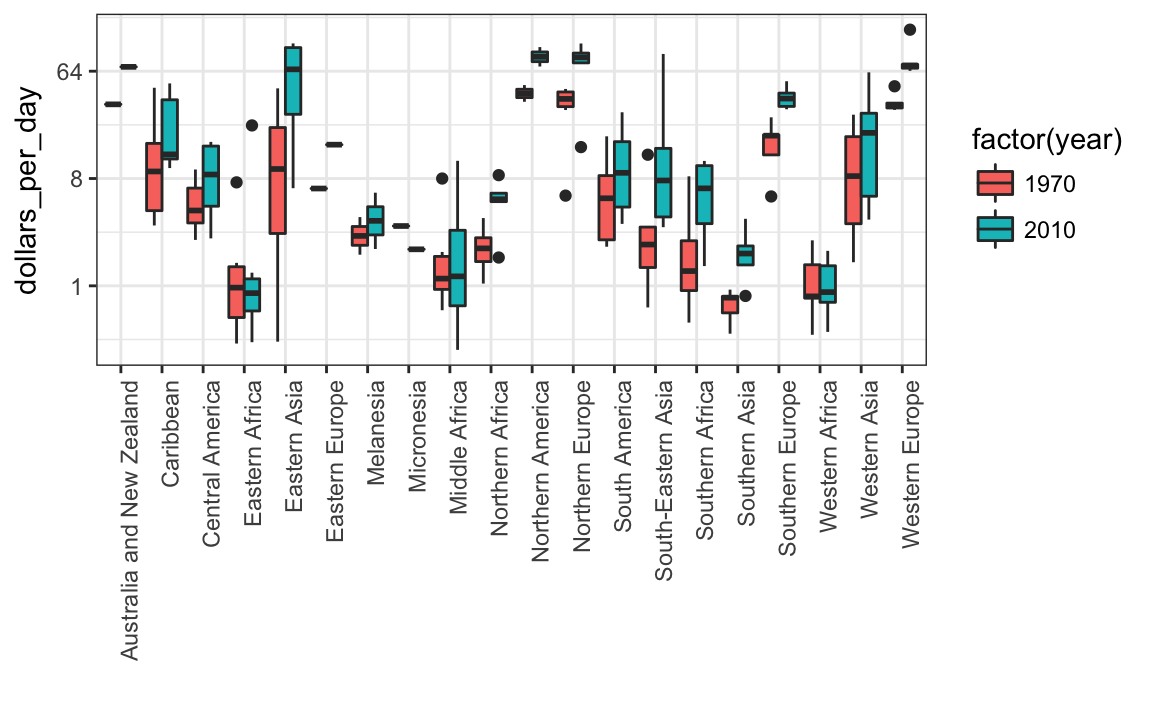 dollars_per_day
64
8
1
Australia and New Zealand
Caribbean
Central America
Eastern Africa
Eastern Asia
Eastern Europe
Melanesia
Micronesia
Middle Africa
Northern Africa
Northern America
Northern Europe
South America
South-Eastern Asia
Southern Africa
Southern Asia
Southern Europe
Western Africa
Western Asia
Western Europe
factor(year)
1970
2010